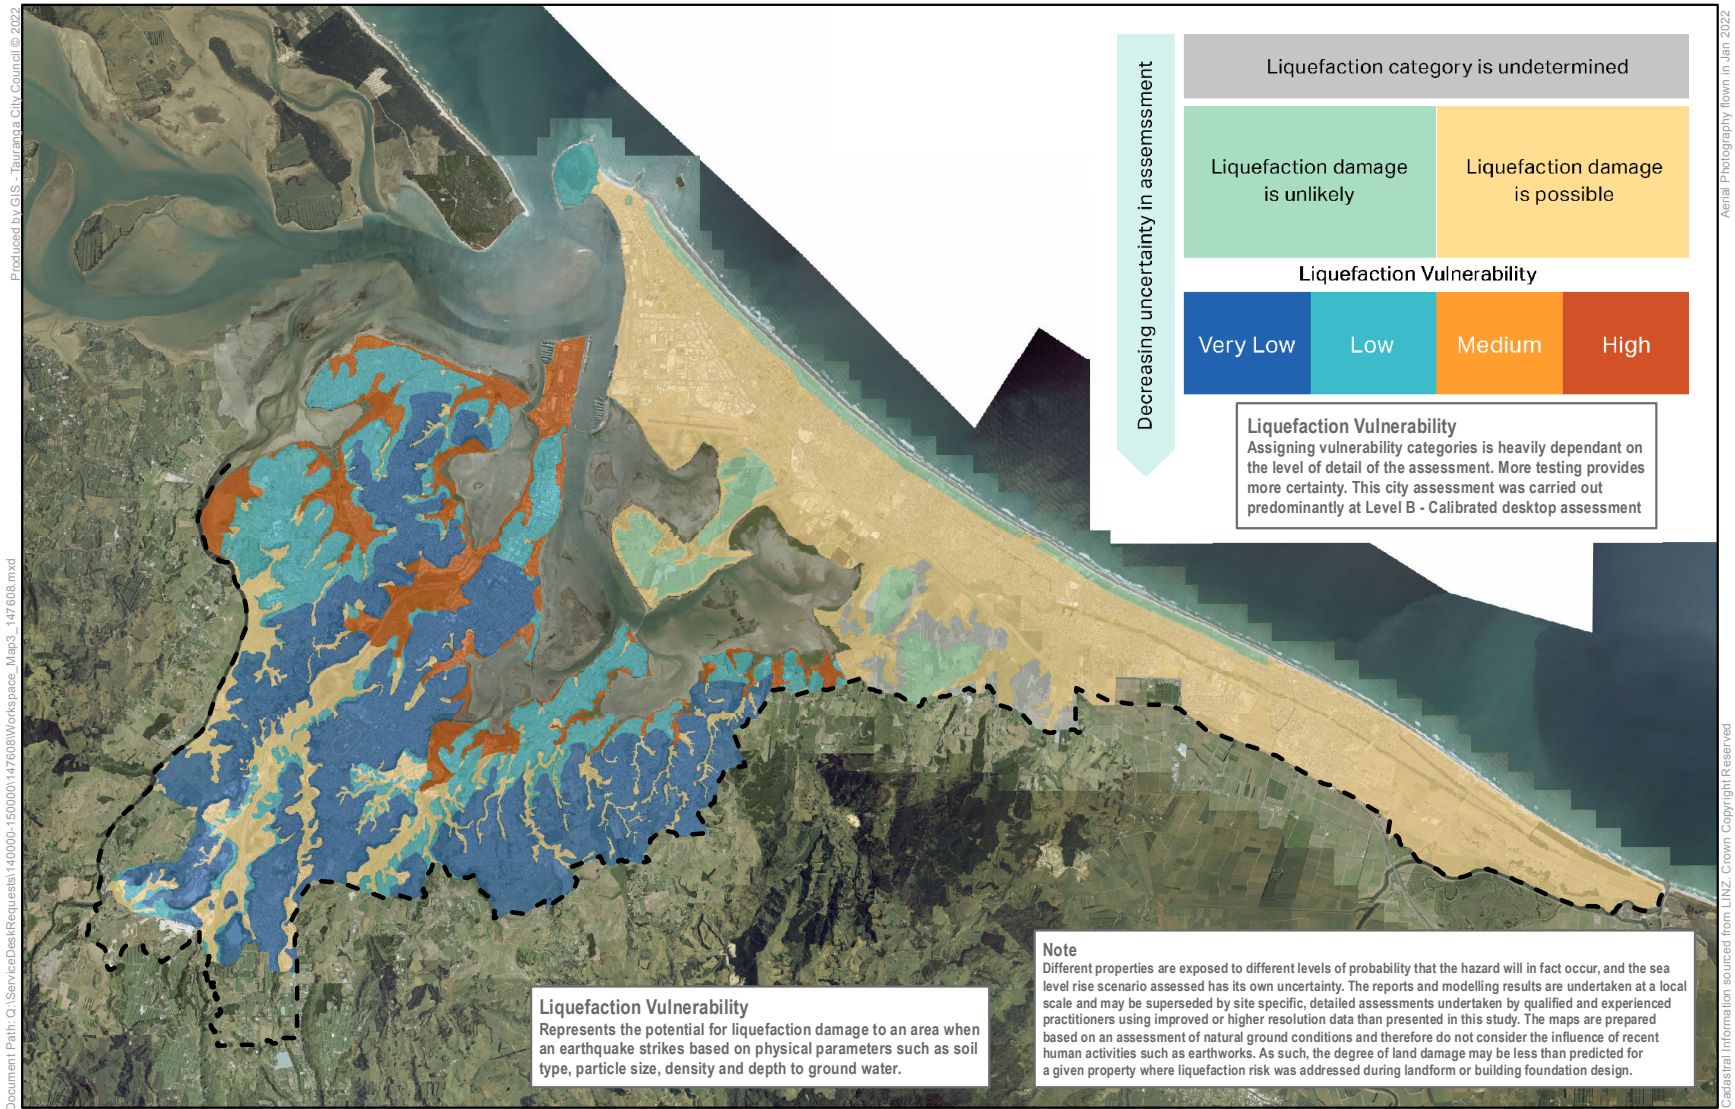 Produced by GIS - Tauranga City Council © 2022
Document Path: Q:\ServiceDeskRequests\140000-150000\147608\Workspace_Map3_147608.mxd
Aerial Photography flown in Jan 2022
Cadastral Information sourced from LINZ. Crown Copyright Reserved
Decreasing uncertainty in assemssment
Liquefaction category is undetermined
Liquefaction damage
is unlikely
Liquefaction damage
is possible
Liquefaction Vulnerability
Very Low
Low
Medium
High
Liquefaction Vulnerability
Assigning vulnerability categories is heavily dependant on
the level of detail of the assessment. More testing provides
more certainty. This city assessment was carried out
predominantly at Level B - Calibrated desktop assessment
Liquefaction Vulnerability
Represents the potential for liquefaction damage to an area when
an earthquake strikes based on physical parameters such as soil
type, particle size, density and depth to ground water.
Note
Different properties are exposed to different levels of probability that the hazard will in fact occur, and the sea
level rise scenario assessed has its own uncertainty. The reports and modelling results are undertaken at a local
scale and may be superseded by site specific, detailed assessments undertaken by qualified and experienced
practitioners using improved or higher resolution data than presented in this study. The maps are prepared
based on an assessment of natural ground conditions and therefore do not consider the influence of recent
human activities such as earthworks. As such, the degree of land damage may be less than predicted for
a given property where liquefaction risk was addressed during landform or building foundation design.